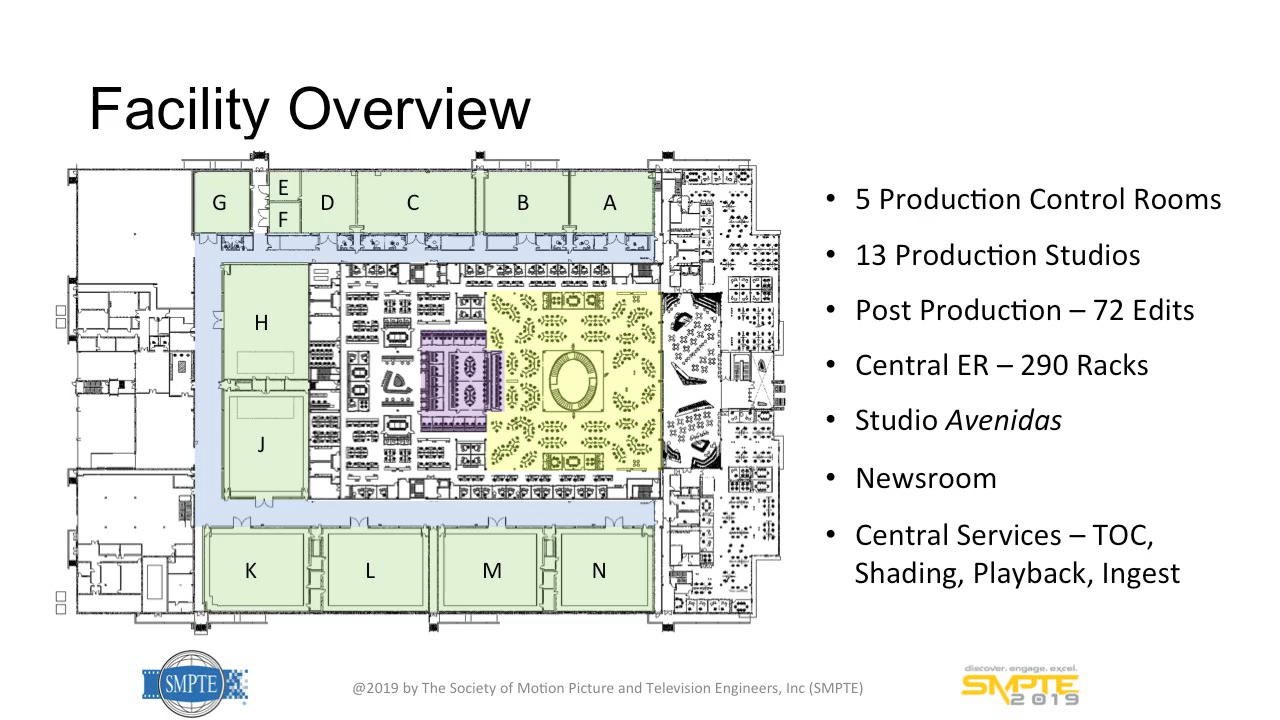 Facility Overview
G
E
F
D
C
B
A
H
J
K
L
M
N
• 5 Production Control Rooms
• 13 Production Studios
• Post Production – 72 Edits
• Central ER – 290 Racks
• Studio Avenidas
• Newsroom
• Central Services – TOC,
Shading, Playback, Ingest
SMPTE
@2019 by The Society of Motion Picture and Television Engineers, Inc (SMPTE)
discover. engage. excel.
SMPTE
2019